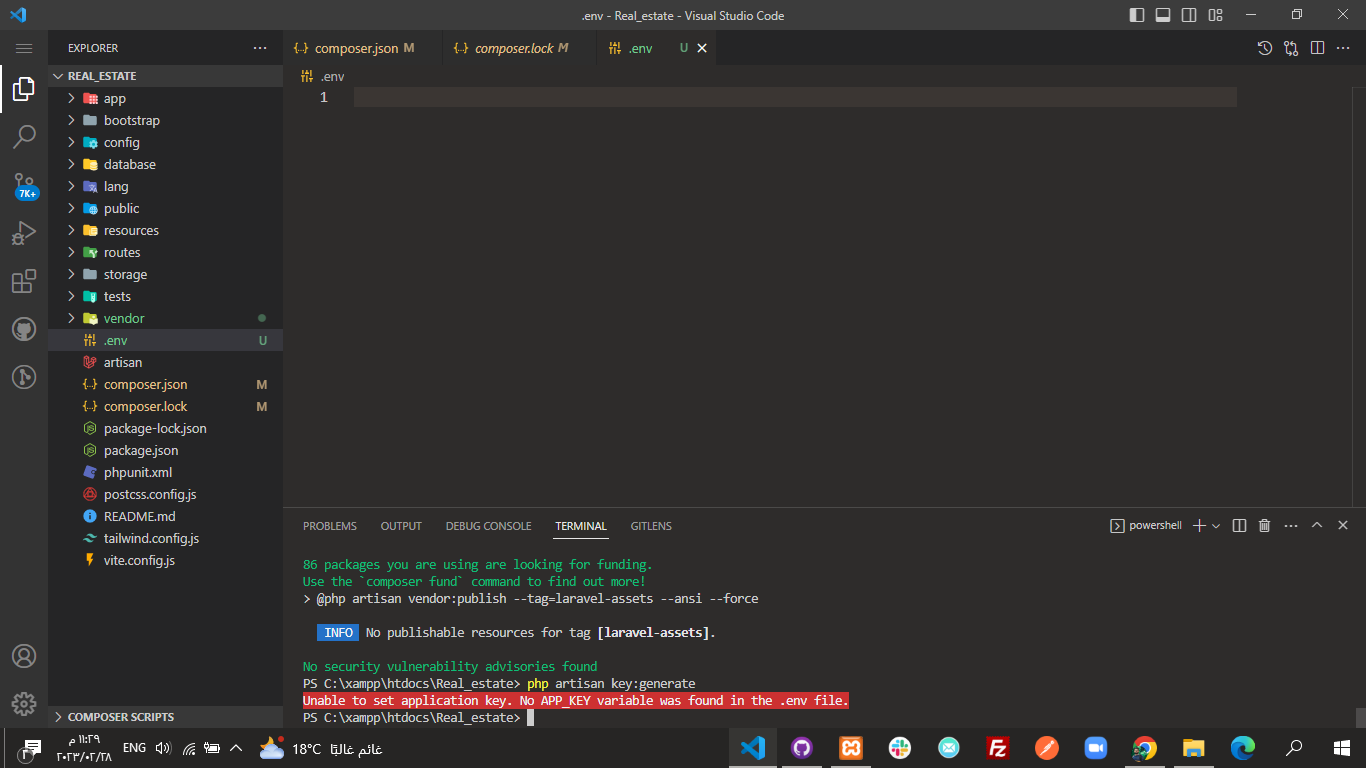 .env - Real_estate - Visual Studio Code
EXPLORER
composer.json M
composer.lock M
.env U
REAL_ESTATE
.env
1
app
bootstrap
config
database
lang
public
resources
routes
storage
tests
vendor
.env U
artisan
composer.json M
composer.lock M
package-lock.json
package.json
phpunit.xml
postcss.config.js
README.md
tailwind.config.js
vite.config.js
7K+
PROBLEMS OUTPUT DEBUG CONSOLE TERMINAL GITLENS
powershell
86 packages you are using are looking for funding.
Use the `composer fund` command to find out more!
> @php artisan vendor:publish --tag=laravel-assets --ansi --force
INFO No publishable resources for tag [laravel-assets].
No security vulnerability advisories found
PS C:\xampp\htdocs\Real_estate> php artisan key:generate
Unable to set application key. No APP_KEY variable was found in the .env file.
PS C:\xampp\htdocs\Real_estate>
COMPOSER SCRIPTS
١١:٢٩ م
٢٠٢٣/٠٢/٢٨
ENG
18°C غائم غالبًا